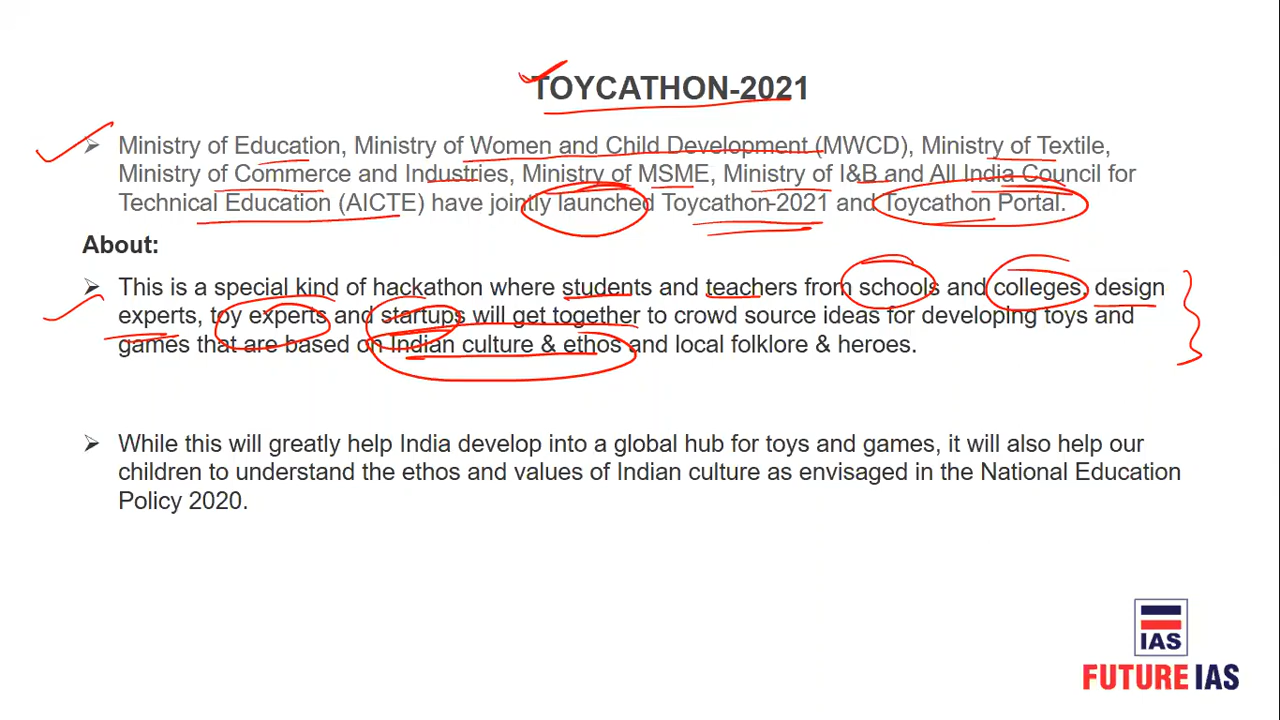 TOYCATHON-2021
➢ Ministry of Education, Ministry of Women and Child Development (MWCD), Ministry of Textile,
Ministry of Commerce and Industries, Ministry of MSME, Ministry of I&B and All India Council for
Technical Education (AICTE) have jointly launched Toycathon-2021 and Toycathon Portal.
About:
➢ This is a special kind of hackathon where students and teachers from schools and colleges, design
experts, toy experts and startups will get together to crowd source ideas for developing toys and
games that are based on Indian culture & ethos and local folklore & heroes.
➢ While this will greatly help India develop into a global hub for toys and games, it will also help our
children to understand the ethos and values of Indian culture as envisaged in the National Education
Policy 2020.
IAS
FUTURE IAS